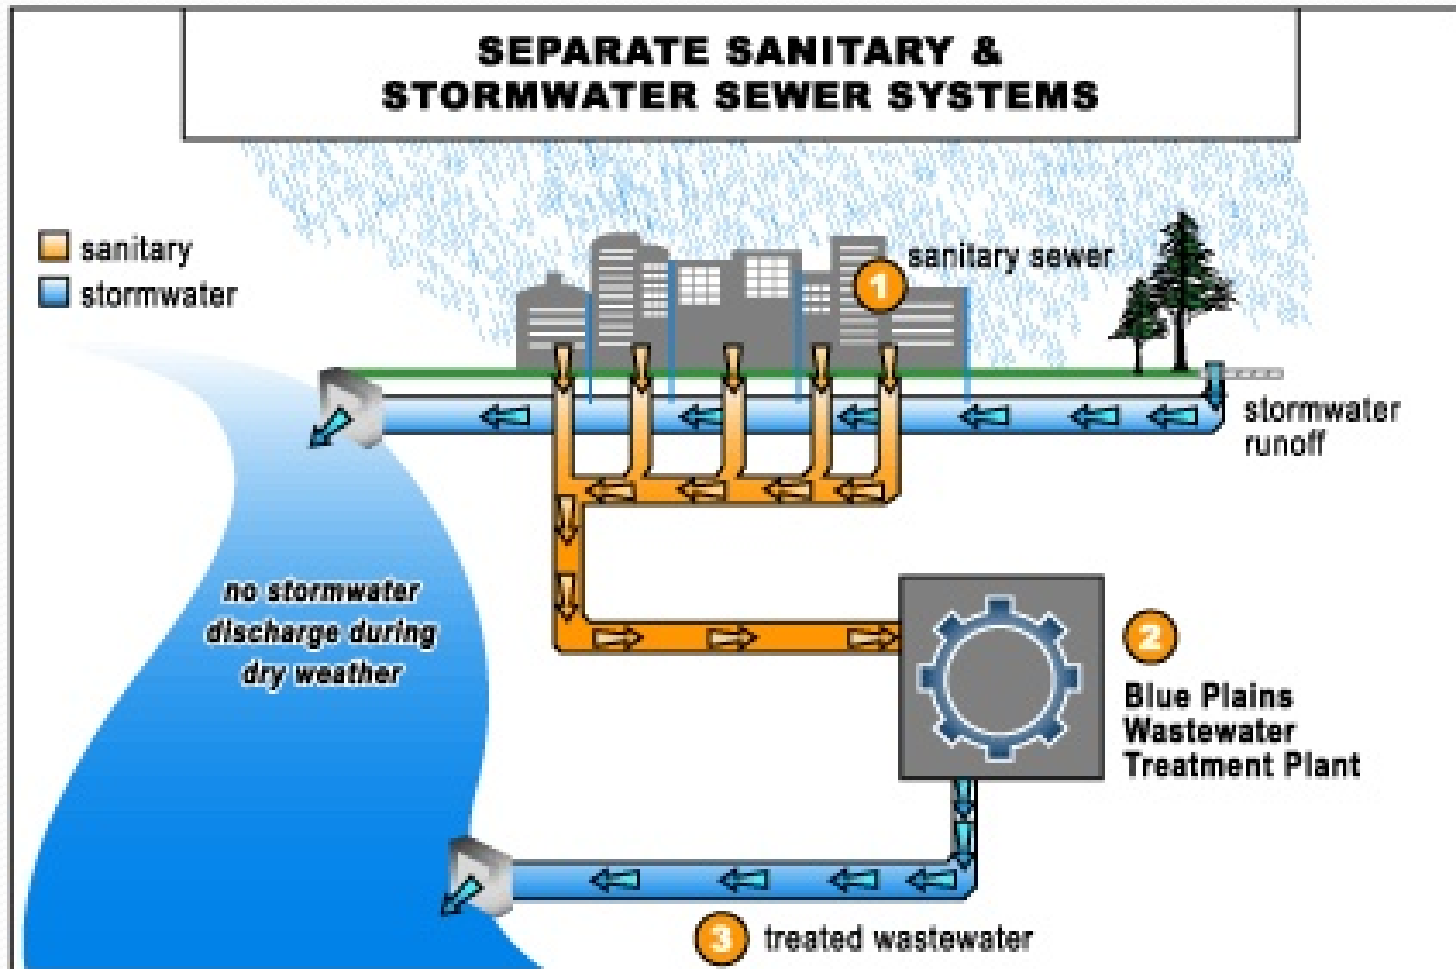 SEPARATE SANITARY &
STORMWATER SEWER SYSTEMS
sanitary
stormwater
1
sanitary sewer
stormwater
runoff
no stormwater
discharge during
dry weather
2
Blue Plains
Wastewater
Treatment Plant
3
treated wastewater